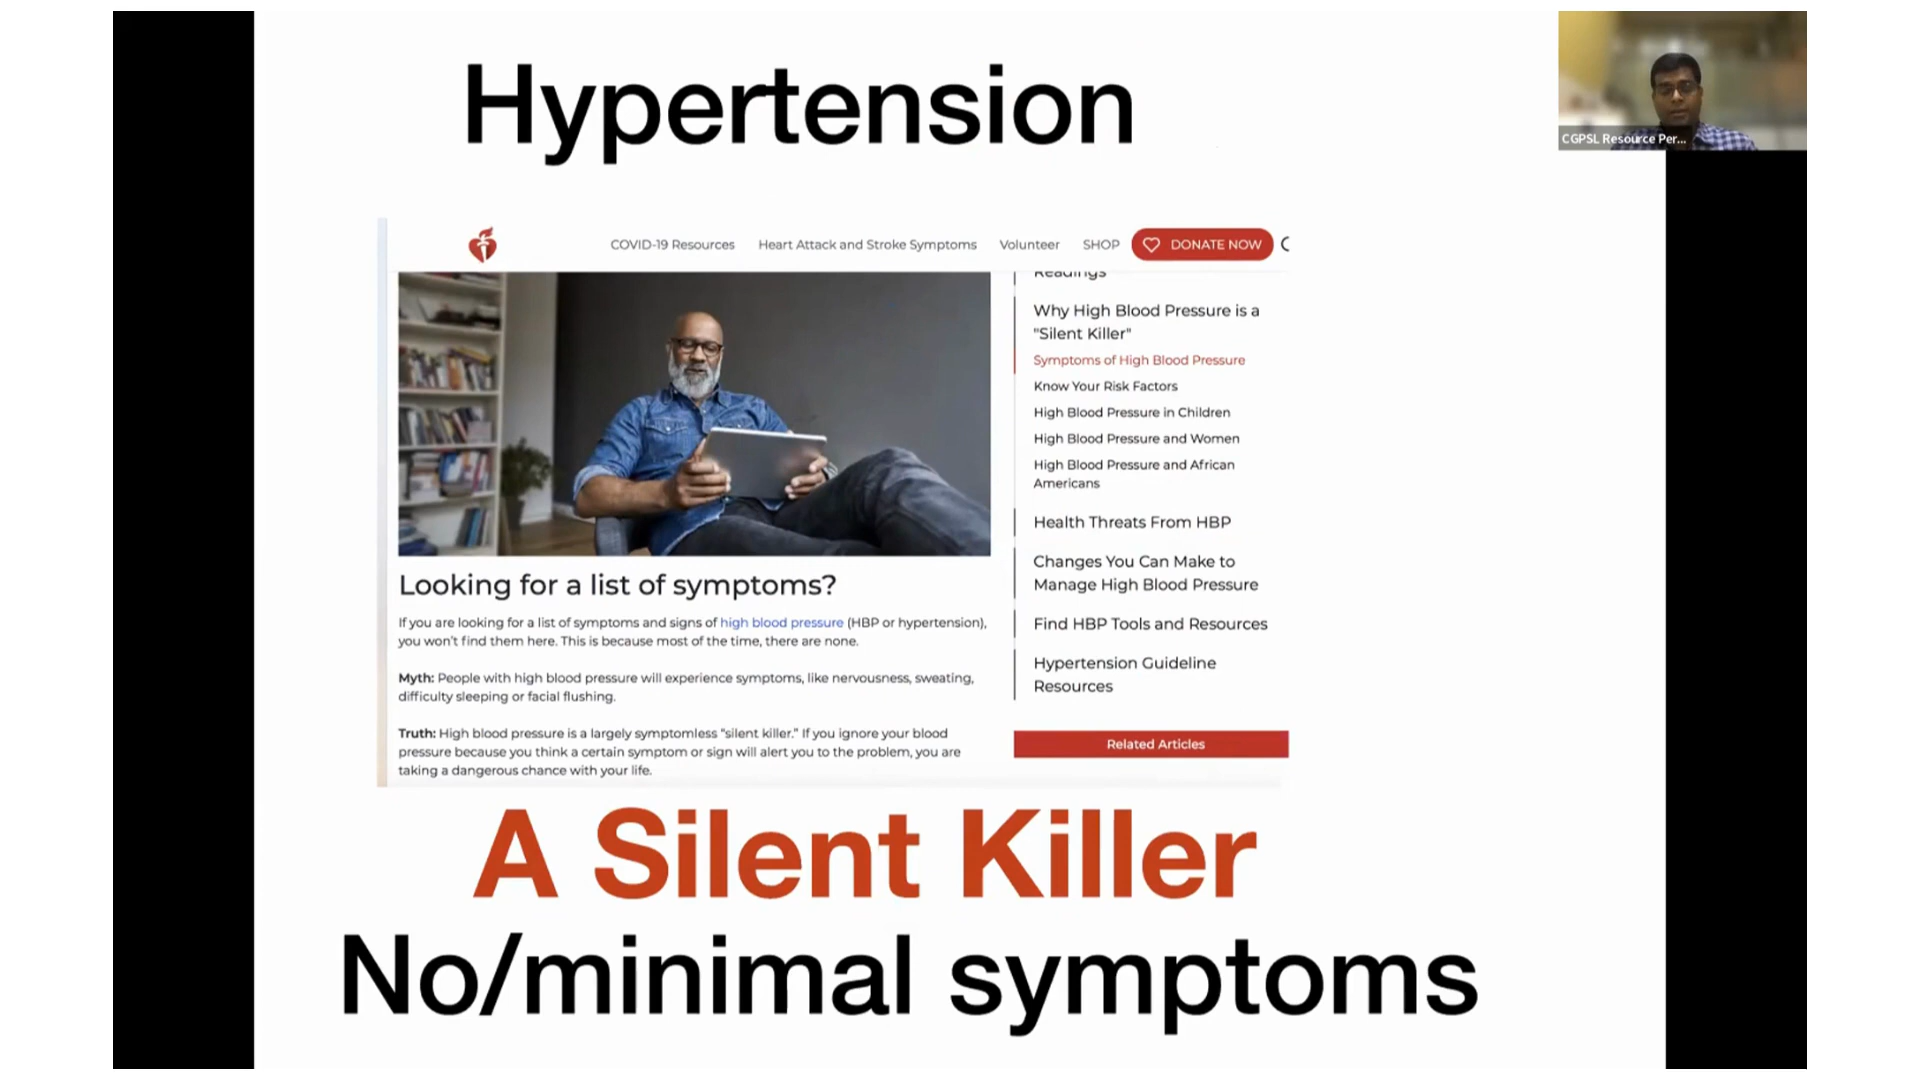 Hypertension
CGPSL Resource Per...
COVID-19 Resources Heart Attack and Stroke Symptoms Volunteer SHOP DONATE NOW
Readings
Why High Blood Pressure is a
"Silent Killer"
Symptoms of High Blood Pressure
Know Your Risk Factors
High Blood Pressure in Children
High Blood Pressure and Women
High Blood Pressure and African
Americans
Health Threats From HBP
Changes You Can Make to
Manage High Blood Pressure
Find HBP Tools and Resources
Hypertension Guideline
Resources
Related Articles
Looking for a list of symptoms?
If you are looking for a list of symptoms and signs of high blood pressure (HBP or hypertension),
you won't find them here. This is because most of the time, there are none.
Myth: People with high blood pressure will experience symptoms, like nervousness, sweating,
difficulty sleeping or facial flushing.
Truth: High blood pressure is a largely symptomless “silent killer.” If you ignore your blood
pressure because you think a certain symptom or sign will alert you to the problem, you are
taking a dangerous chance with your life.
A Silent Killer
No/minimal symptoms